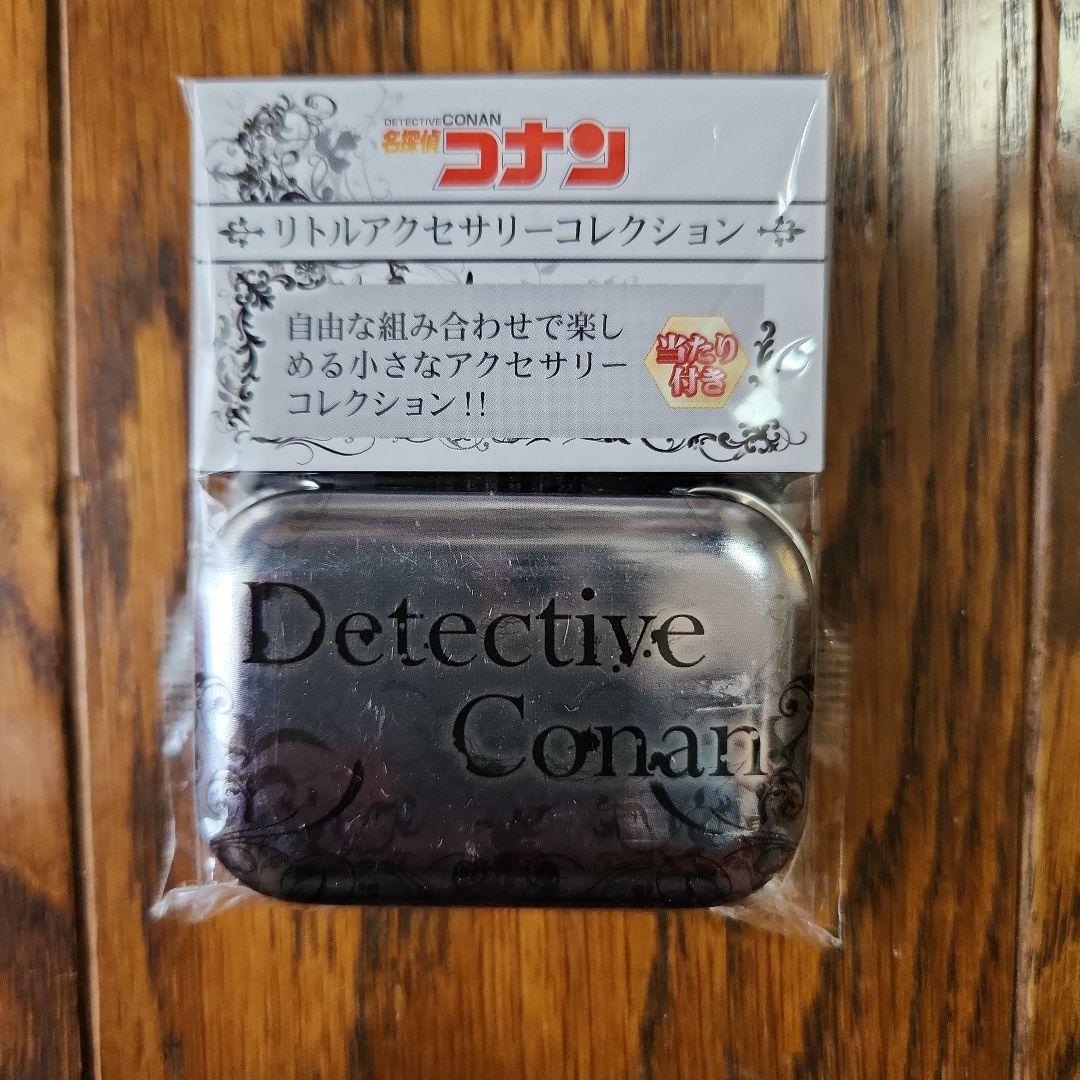 DETECTIVE CONAN
名探偵コナン
リトルアクセサリーコレクション
自由な組み合わせで楽し
める小さなアクセサリー
コレクション!!
当たり
付き
Detective
Conan